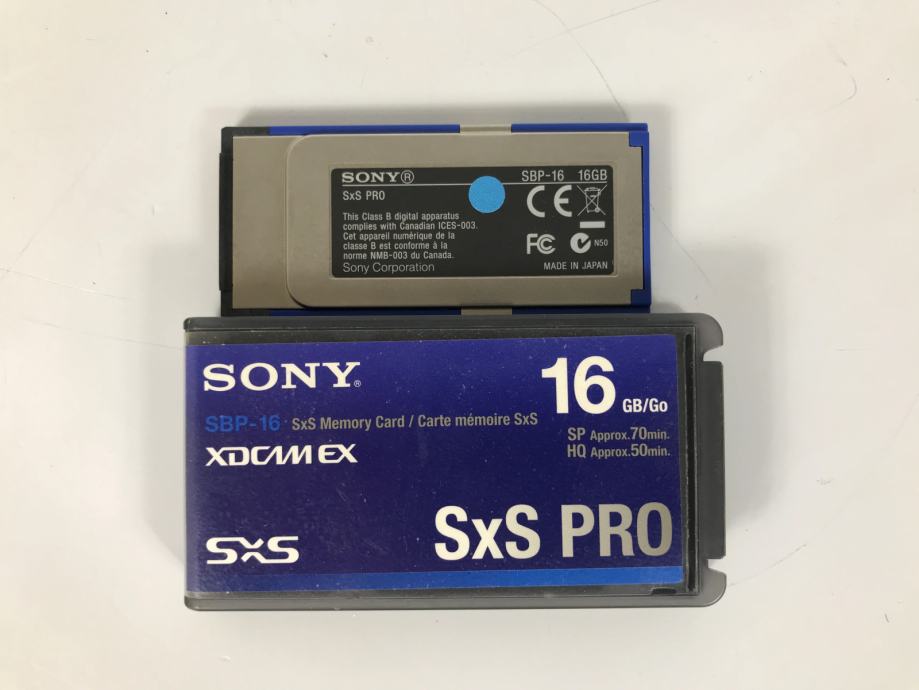 SONY®
SBP-16 16GB
SxS PRO
This Class B digital apparatus
complies with Canadian ICES-003.
Cet appareil numérique de la
classe B est conforme à la
norme NMB-003 du Canada.
Sony Corporation
CE
FC
N50
MADE IN JAPAN
SONY®
16 GB/Go
SBP-16 SxS Memory Card / Carte mémoire SxS
SP Approx.70min.
HQ Approx.50min.
XDCAM EX
SxS PRO
SxS